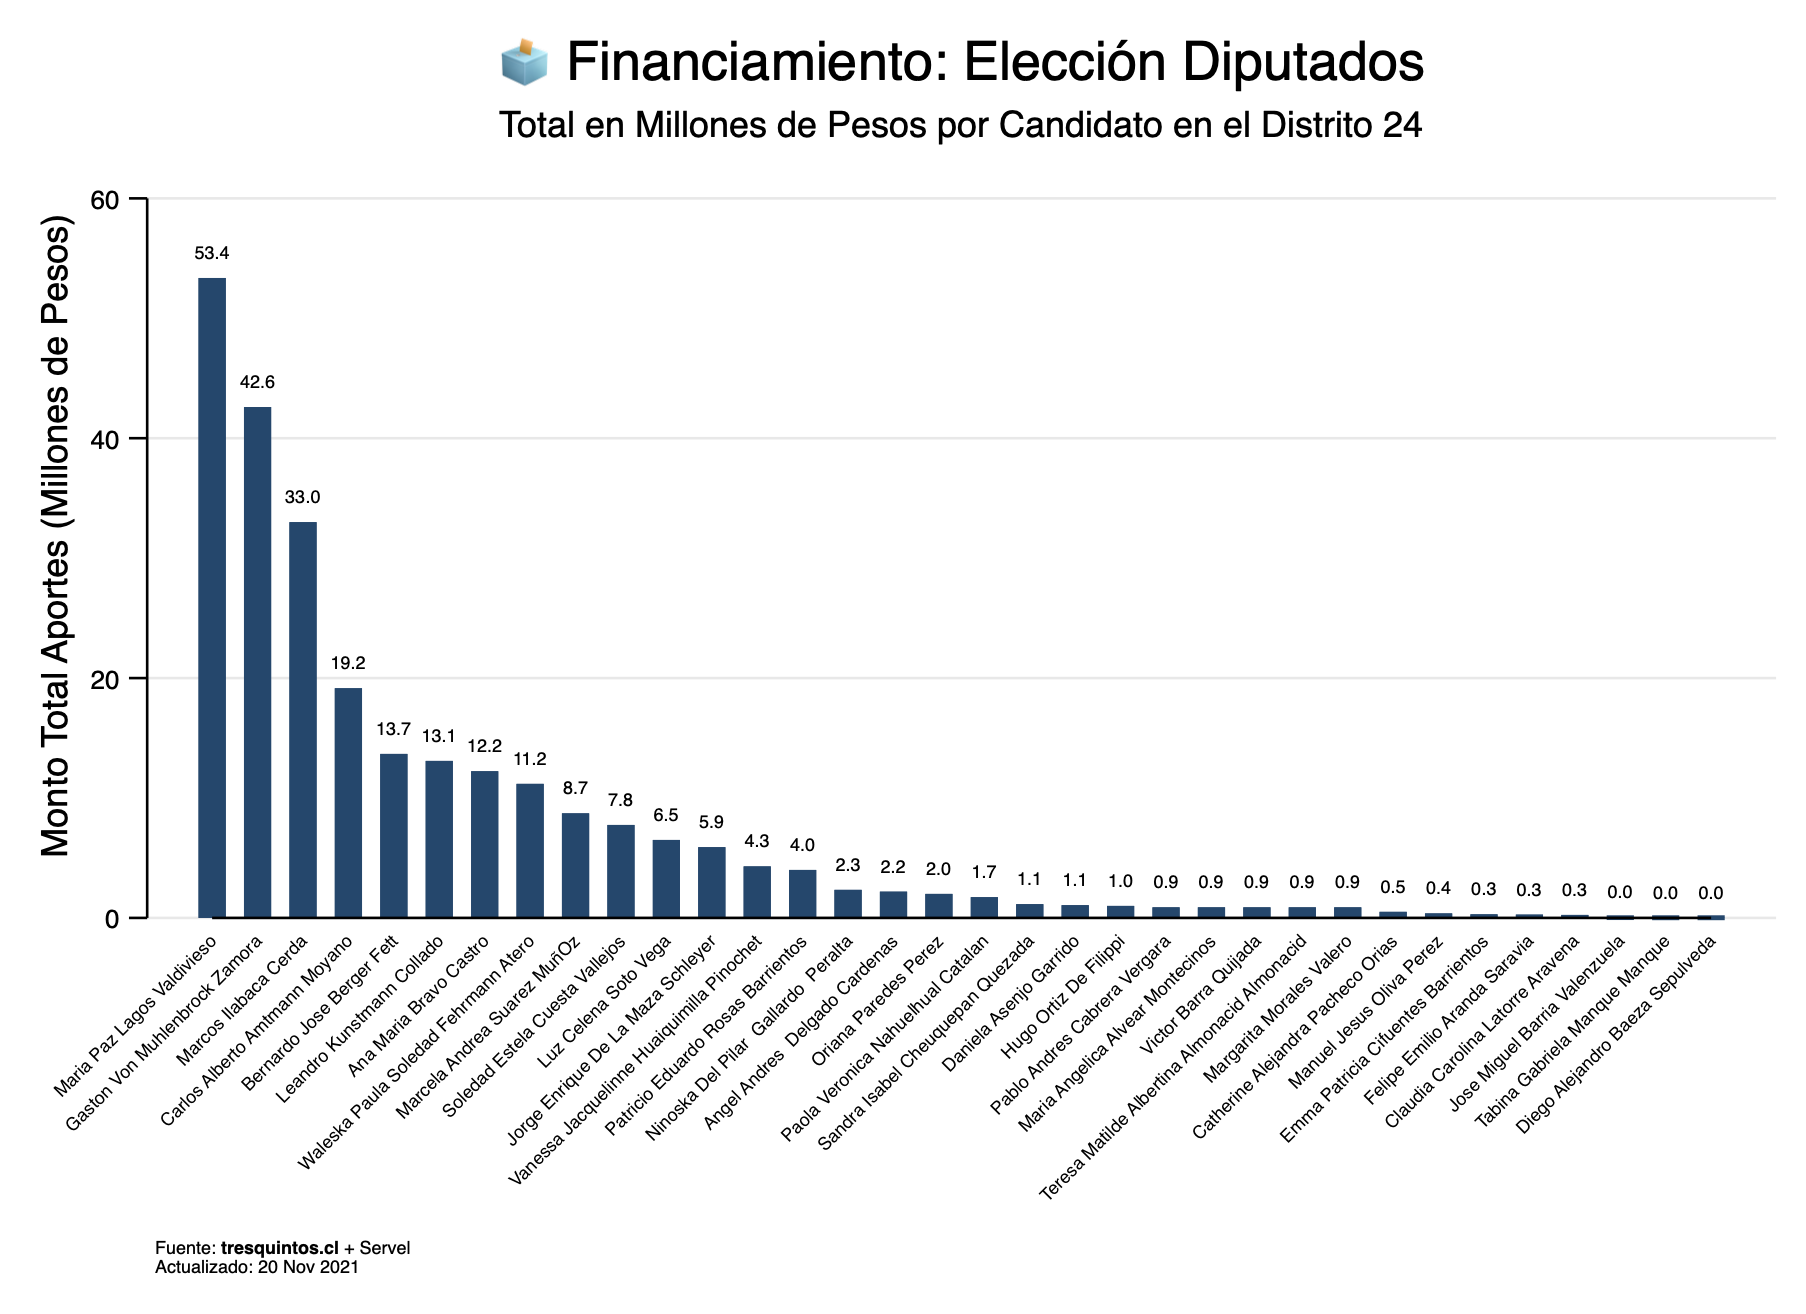 Financiamiento: Elección Diputados
Total en Millones de Pesos por Candidato en el Distrito 24
Monto Total Aportes (Millones de Pesos)
60
40
20
0
53.4
42.6
33.0
19.2
13.7
13.1
12.2
11.2
8.7
7.8
6.5
5.9
4.3
4.0
2.3
2.2
2.0
1.7
1.1
1.1
1.0
0.9
0.9
0.9
0.9
0.9
0.5
0.4
0.3
0.3
0.3
0.0
0.0
0.0
Maria Paz Lagos Valdivieso
Gaston Von Muhlenbrock Zamora
Marcos Ilabaca Cerda
Carlos Alberto Amtmann Moyano
Bernardo Jose Berger Fett
Leandro Kunstmann Collado
Ana Maria Bravo Castro
Waleska Paula Soledad Fehrmann Atero
Marcela Andrea Suarez MuñOz
Soledad Estela Cuesta Vallejos
Luz Celena Soto Vega
Jorge Enrique De La Maza Schleyer
Vanessa Jacquelinne Huaiquimilla Pinochet
Patricio Eduardo Rosas Barrientos
Ninoska Del Pilar  Gallardo  Peralta
Angel Andres  Delgado Cardenas
Oriana Paredes Perez
Paola Veronica Nahuelhual Catalan
Sandra Isabel Cheuquepan Quezada
Daniela Asenjo Garrido
Hugo Ortiz De Filippi
Pablo Andres Cabrera Vergara
Maria Angelica Alvear Montecinos
Victor Barra Quijada
Teresa Matilde Albertina Almonacid Almonacid
Margarita Morales Valero
Catherine Alejandra Pacheco Orias
Manuel Jesus Oliva Perez
Emma Patricia Cifuentes Barrientos
Felipe Emilio Aranda Saravia
Claudia Carolina Latorre Aravena
Jose Miguel Barria Valenzuela
Tabina Gabriela Manque Manque
Diego Alejandro Baeza Sepulveda
Fuente: tresquintos.cl + Servel
Actualizado: 20 Nov 2021